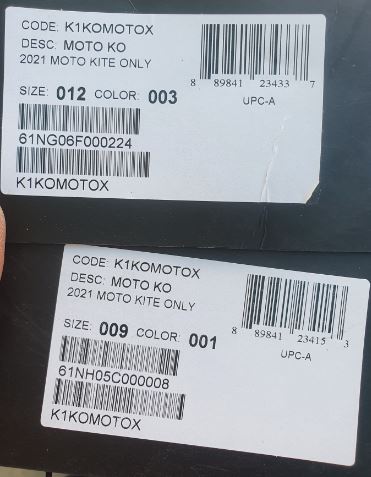 CODE: K1KOMOTOX
DESC: MOTO KO
2021 MOTO KITE ONLY
8 89841 23433 7
UPC-A
SIZE: 012 COLOR: 003
61NG06F000224
K1KOMOTOX
CODE: K1KOMOTOX
DESC: MOTO KO
2021 MOTO KITE ONLY
8 89841 23415 3
UPC-A
SIZE: 009 COLOR: 001
61NH05C000008
K1KOMOTOX